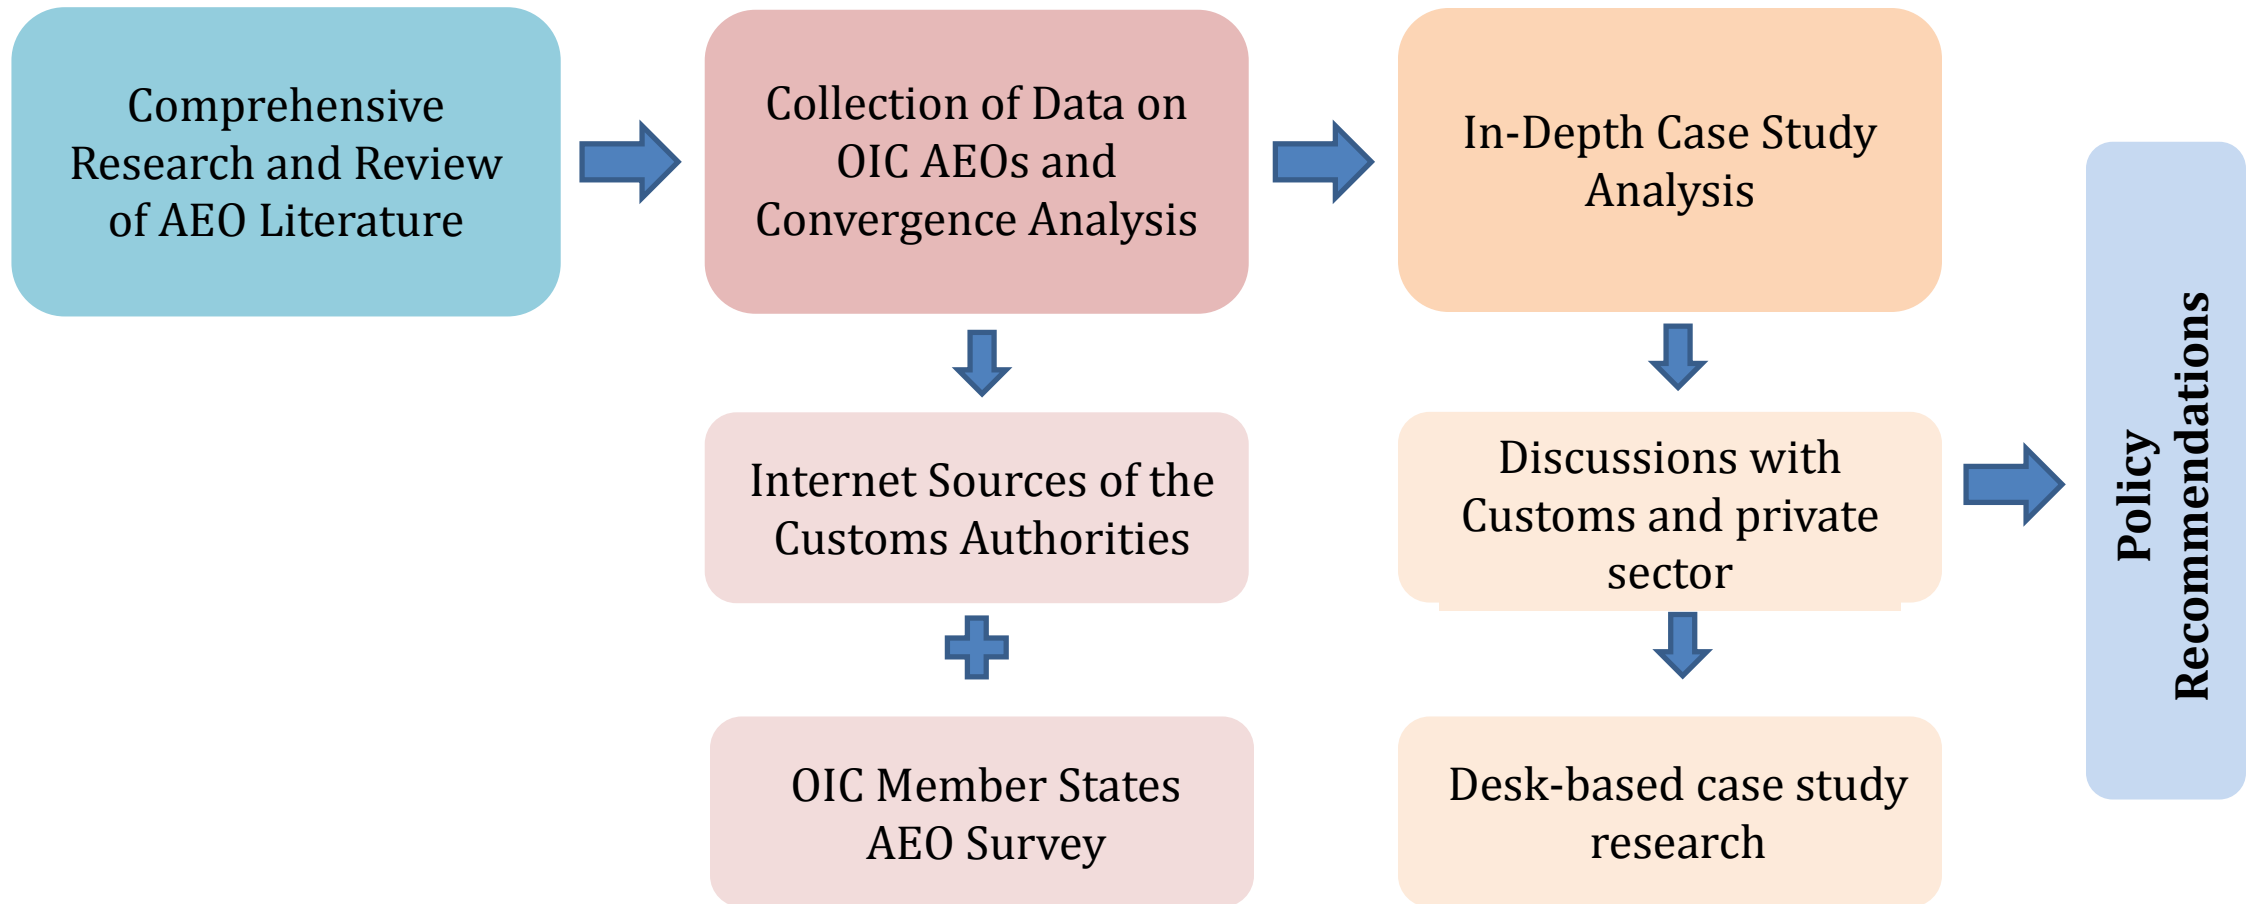 Comprehensive
Research and Review
of AEO Literature
Collection of Data on
OIC AEOs and
Convergence Analysis
In-Depth Case Study
Analysis
Internet Sources of the
Customs Authorities
Discussions with
Customs and private
sector
OIC Member States
AEO Survey
Desk-based case study
research
Policy
Recommendations